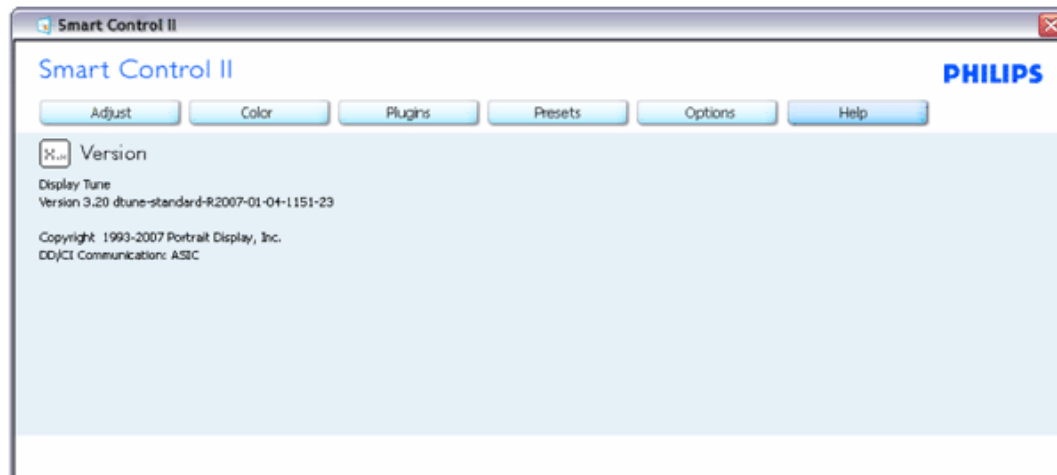 Smart Control II
Smart Control II
PHILIPS
Adjust Color Plugins Presets Options Help
Version
Display Tune
Version 3.20 dtune-standard-R2007-01-04-1151-23
Copyright 1993-2007 Portrait Display, Inc.
DD/CI Communication: ASIC